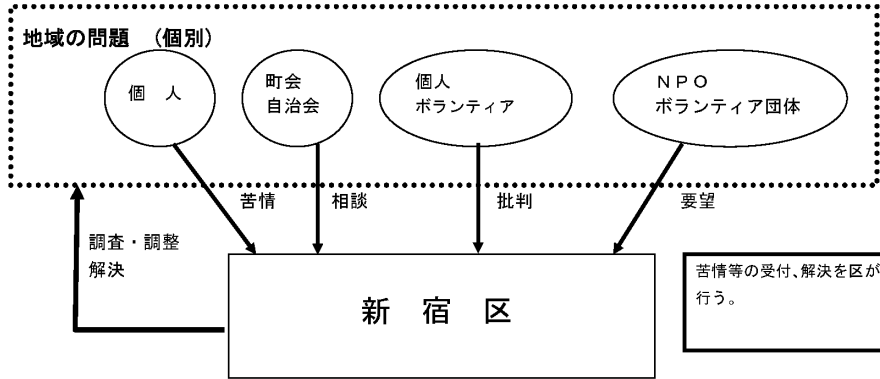 地域の問題 (個別)
個 人
町会
自治会
個人
ボランティア
NPO
ボランティア団体
苦情
相談
批判
要望
調査・調整
解決
新 宿 区
苦情等の受付、解決を区が
行う。